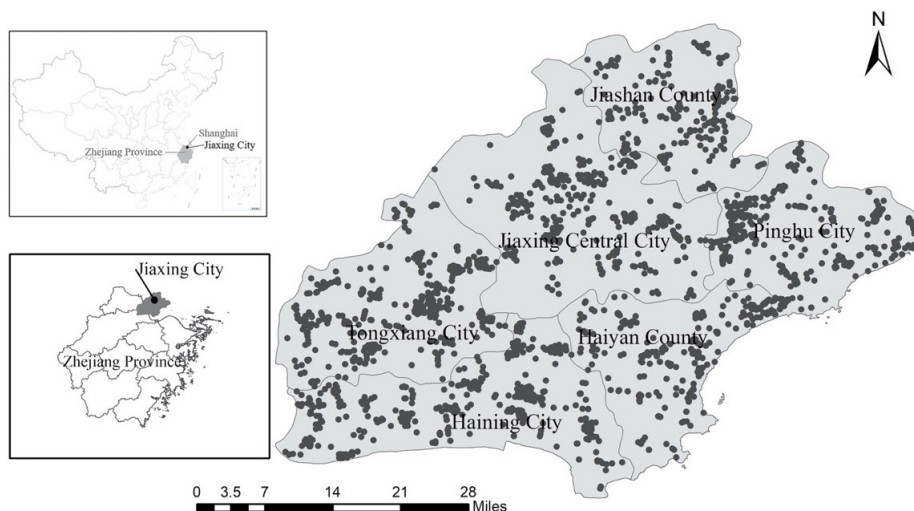 Shanghai
Jiaxing City
Zhejiang Province
Jiaxing City
Zhejiang Province
N
Jiashan County
Jiaxing Central City
Pinghu City
Tongxiang City
Haiyan County
Haining City
0 3.5 7 14 21 28
Miles